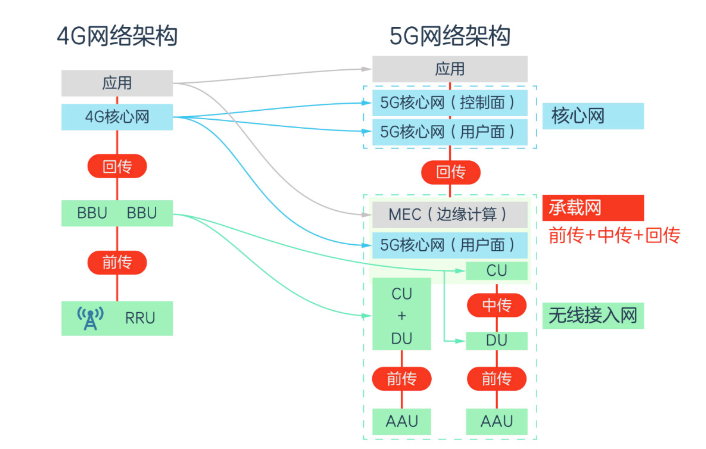 4G网络架构
应用
4G核心网
回传
BBU BBU
前传
RRU
5G网络架构
应用
5G核心网（控制面）
5G核心网（用户面）
回传
MEC（边缘计算）
5G核心网（用户面）
CU
CU
+
DU
中传
DU
前传
前传
AAU
AAU
核心网
承载网
前传+中传+回传
无线接入网